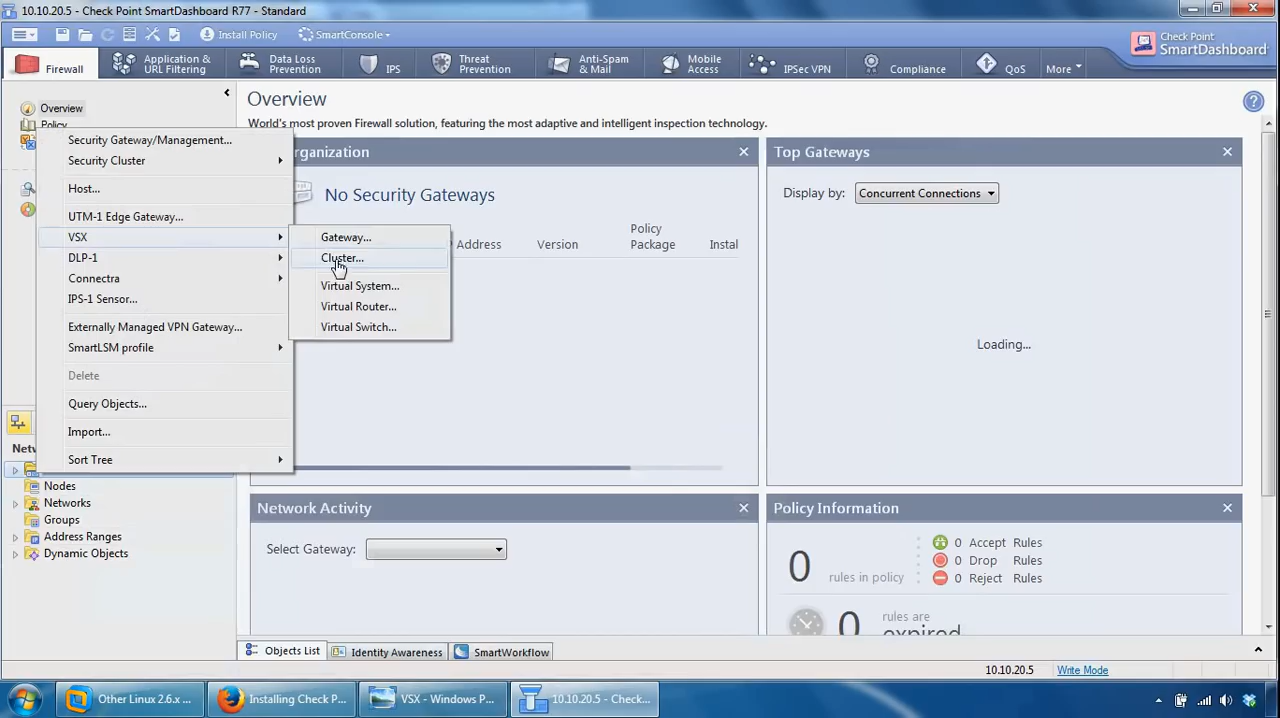 10.10.20.5 - Check Point SmartDashboard R77 - Standard
Install Policy
SmartConsole
Check Point
SmartDashboard
Firewall
Application &
URL Filtering
Data Loss
Prevention
IPS
Threat
Prevention
Anti-Spam
& Mail
Mobile
Access
IPSec VPN
Compliance
QoS
More
Overview
Policy
Security Gateway/Management...
Security Cluster
Host...
UTM-1 Edge Gateway...
VSX
DLP-1
Connectra
IPS-1 Sensor...
Externally Managed VPN Gateway...
SmartLSM profile
Delete
Query Objects...
Import...
Sort Tree
Gateway...
Cluster...
Virtual System...
Virtual Router...
Virtual Switch...
Nodes
Networks
Groups
Address Ranges
Dynamic Objects
Overview
World's most proven Firewall solution, featuring the most adaptive and intelligent inspection technology.
rganization
No Security Gateways
Address
Version
Policy
Package
Instal
Top Gateways
Display by:
Concurrent Connections
Loading...
Network Activity
Select Gateway:
Policy Information
0 rules in policy
0 Accept Rules
0 Drop Rules
0 Reject Rules
0 rules are
expired
Objects List
Identity Awareness
SmartWorkflow
10.10.20.5
Write Mode
Other Linux 2.6.x ...
Installing Check P...
VSX - Windows P...
10.10.20.5 - Check...